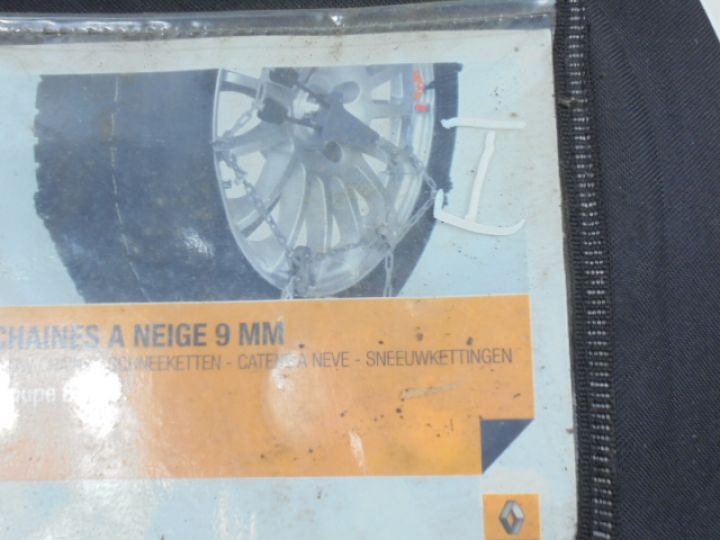 I
CHAINES A NEIGE 9 MM
SCHNEEKETTEN - CATENE A NEVE - SNEEUWKETTINGEN